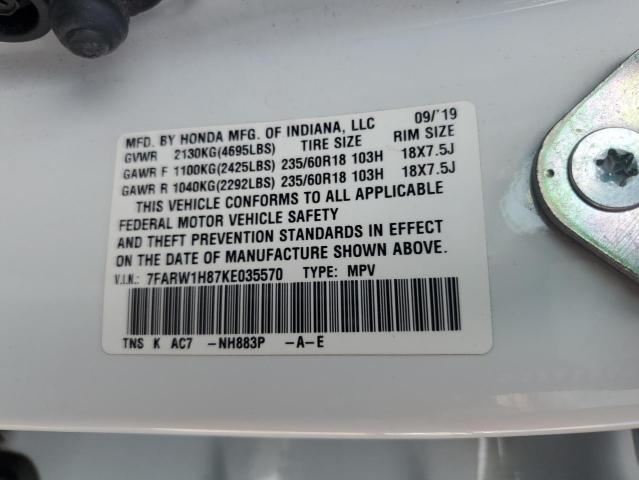 MFD. BY HONDA MFG. OF INDIANA, LLC 09/'19
GVWR 2130KG(4695LBS) TIRE SIZE RIM SIZE
GAWR F 1100KG(2425LBS) 235/60R18 103H 18X7.5J
GAWR R 1040KG(2292LBS) 235/60R18 103H 18X7.5J
THIS VEHICLE CONFORMS TO ALL APPLICABLE
FEDERAL MOTOR VEHICLE SAFETY
AND THEFT PREVENTION STANDARDS IN EFFECT
ON THE DATE OF MANUFACTURE SHOWN ABOVE.
V.I.N.: 7FARW1H87KE035570 TYPE: MPV
TNS K AC7 -NH883P -A-E